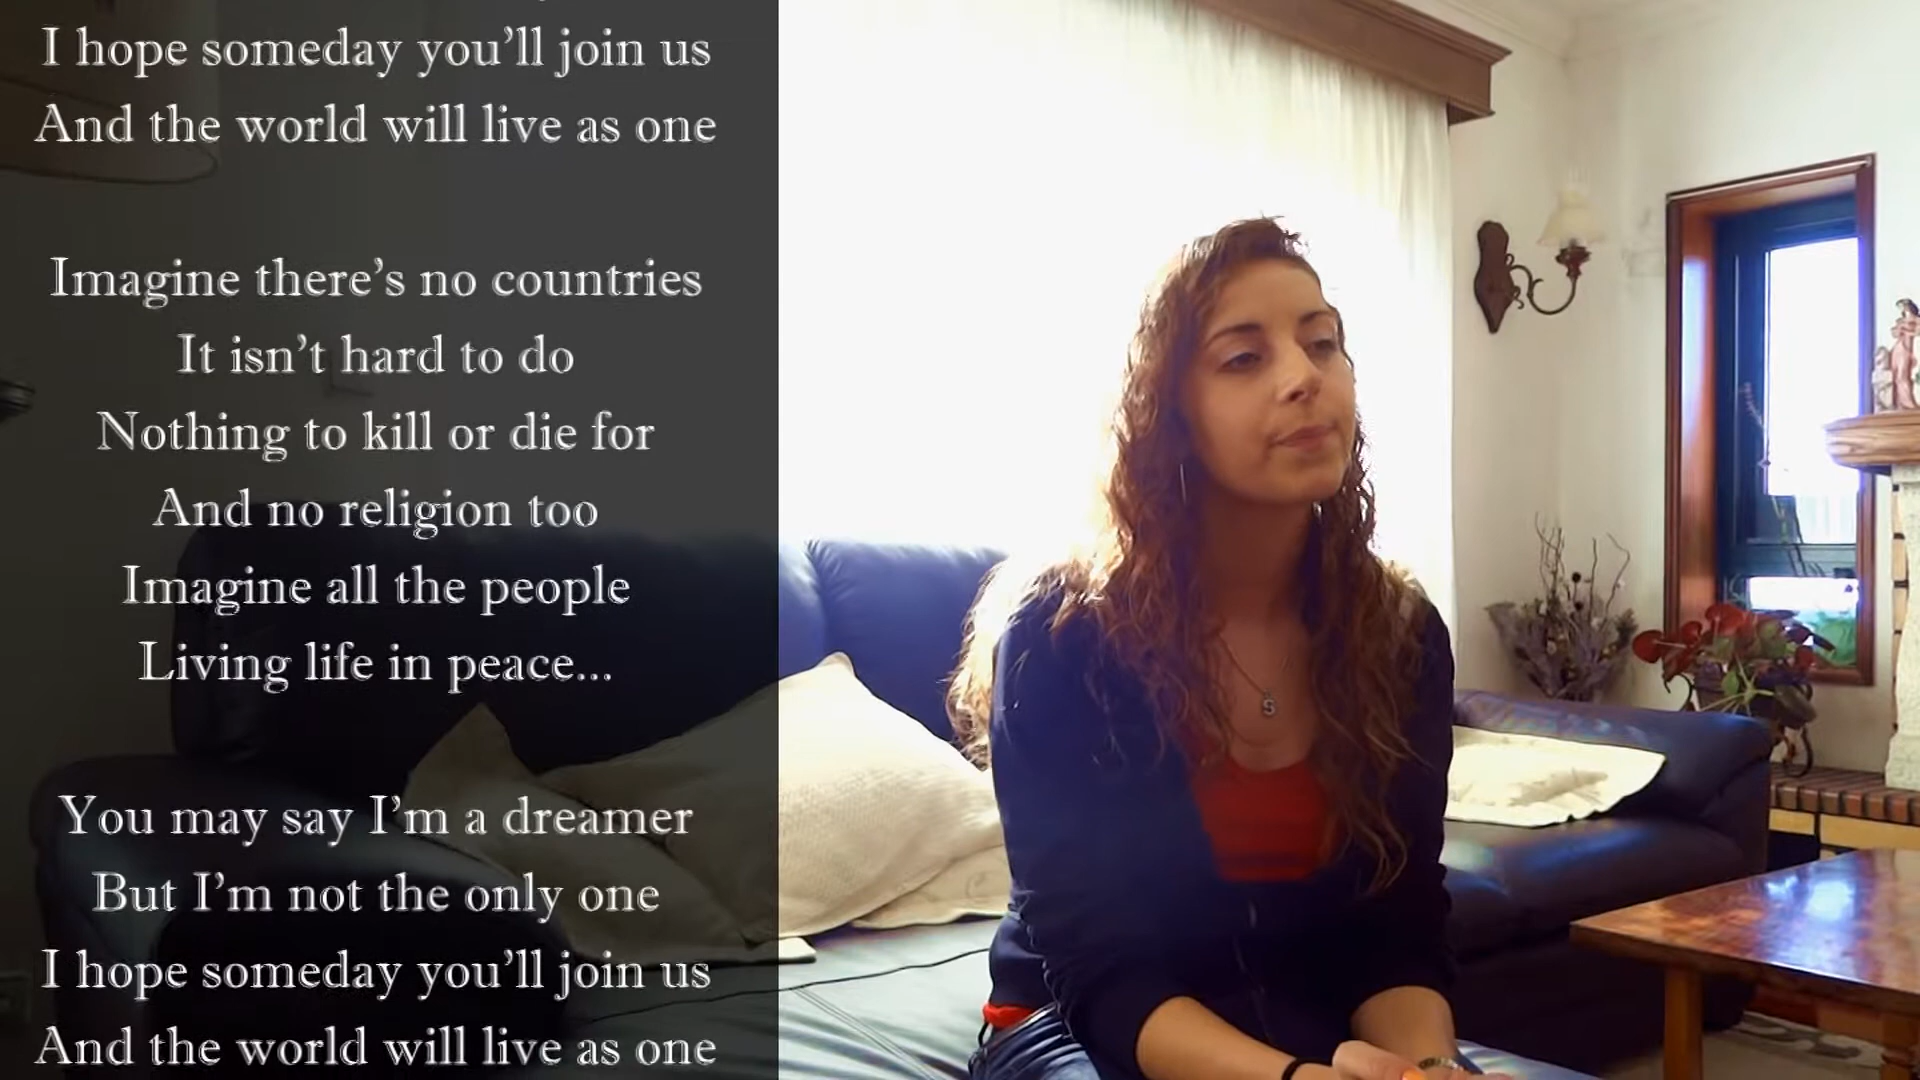 I hope someday you'll join us
And the world will live as one
Imagine there's no countries
It isn't hard to do
Nothing to kill or die for
And no religion too
Imagine all the people
Living life in peace...
You may say I'm a dreamer
But I'm not the only one
I hope someday you'll join us
And the world will live as one
S